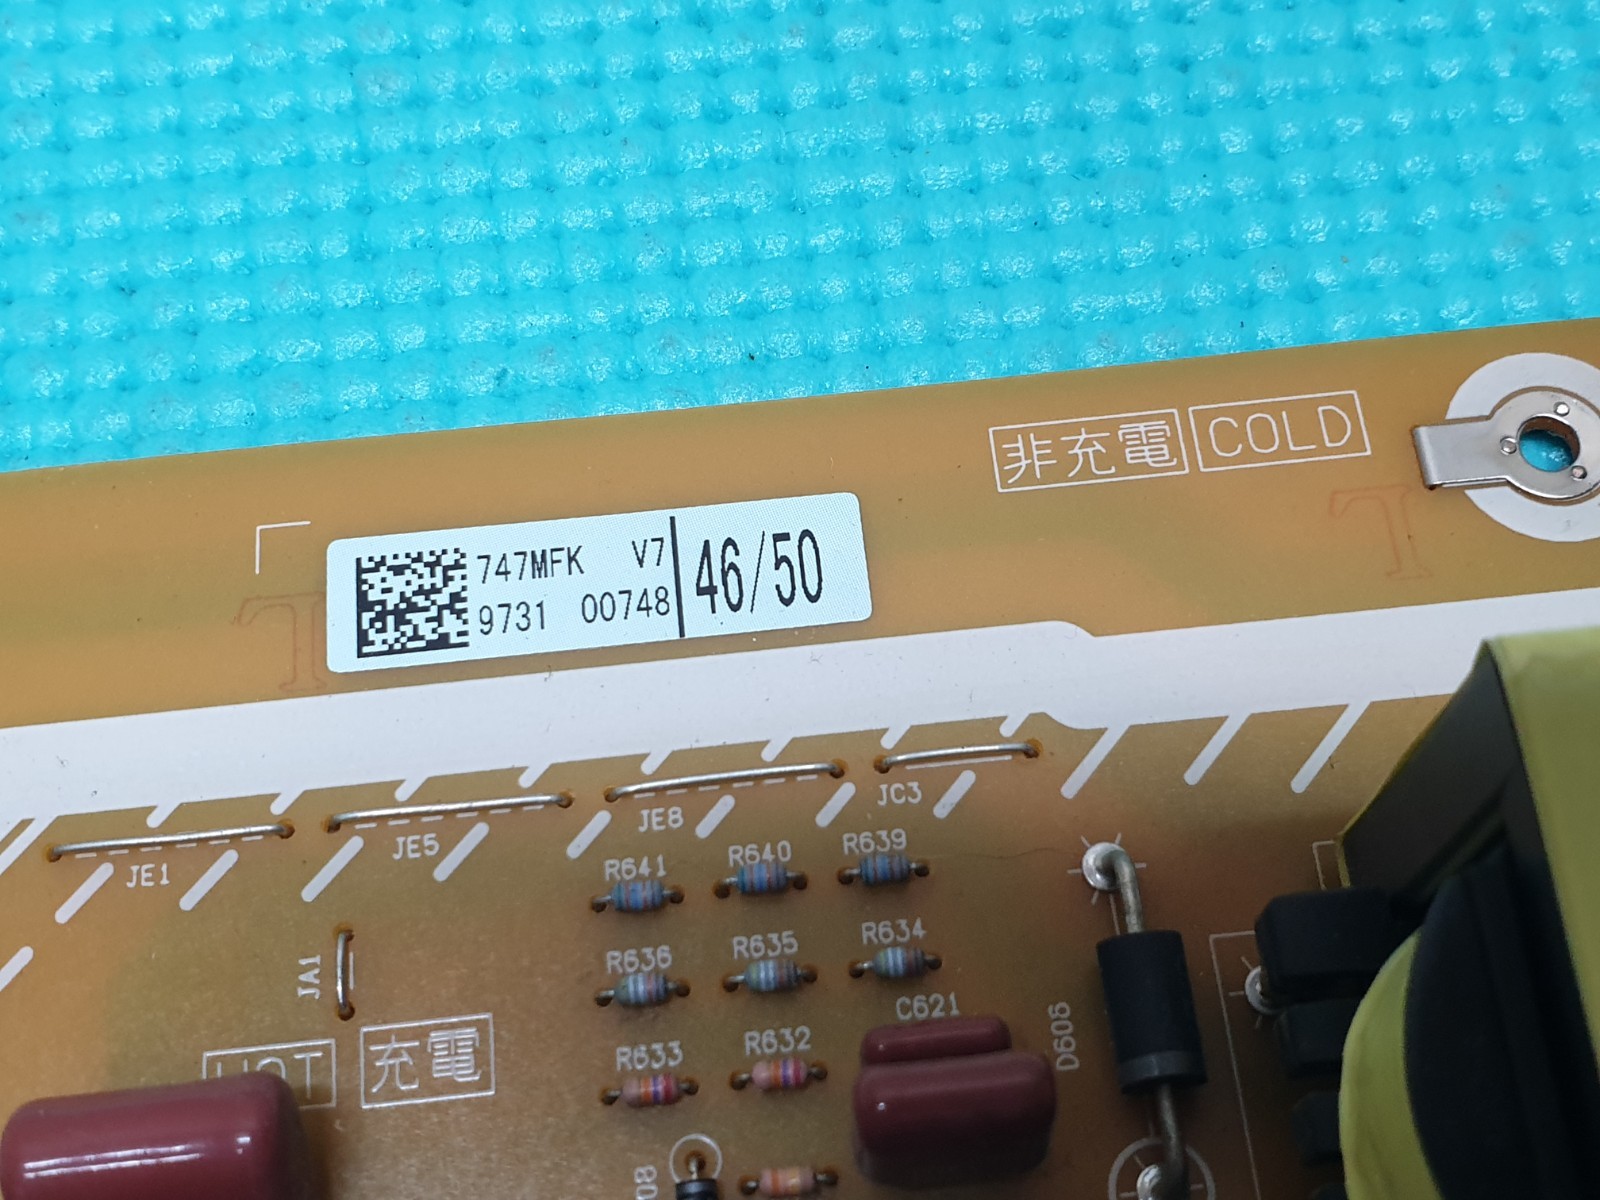 非充電 COLD
747MFK V7
9731 00748
46/50
JC3
JE8
JE5
JE1
R641 R640 R639
R636 R635 R634
JA1
C621
R633 R632
D606
HOT 充電
T
T